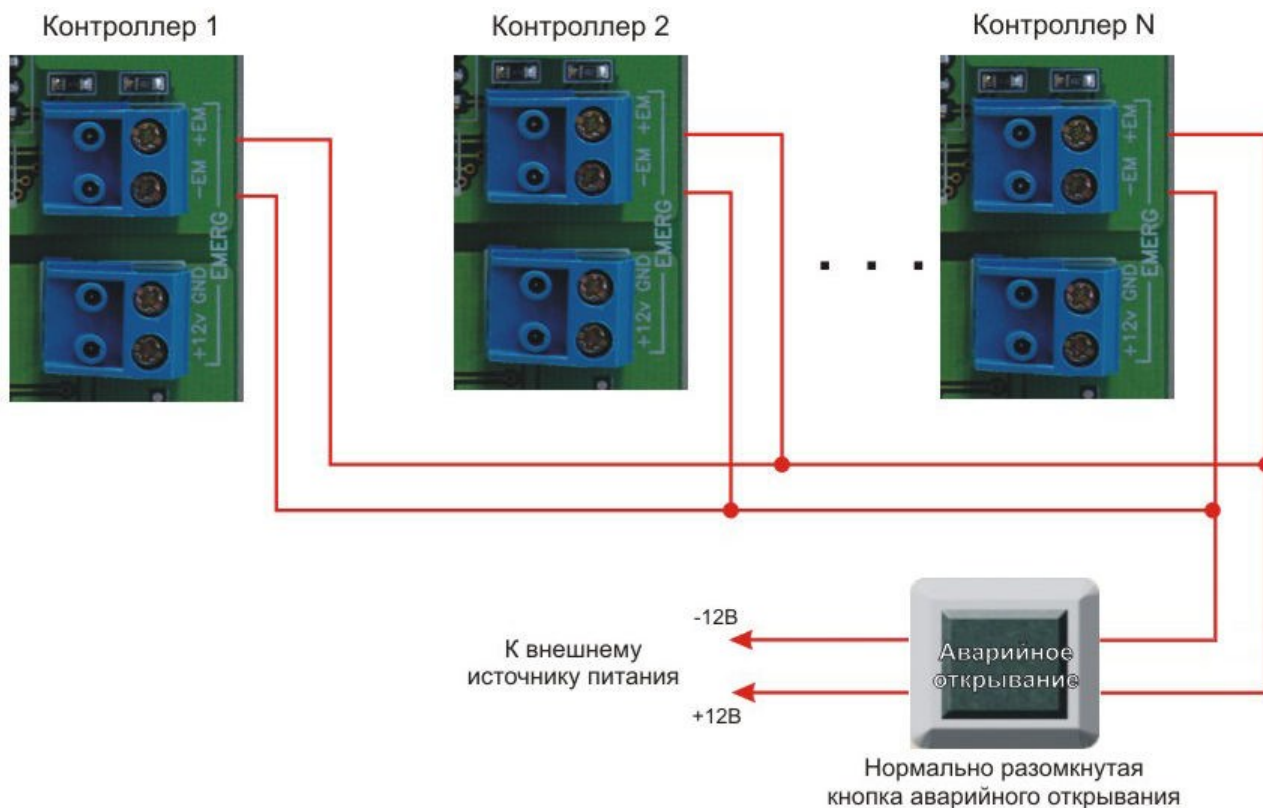 Контроллер 1
Контроллер 2
Контроллер N
-EM +EM
EMERG
+12v GND
-EM +EM
EMERG
+12v GND
-EM +EM
EMERG
+12v GND
. . .
-12В
К внешнему
источнику питания
+12В
Аварийное
открывание
Нормально разомкнутая
кнопка аварийного открывания